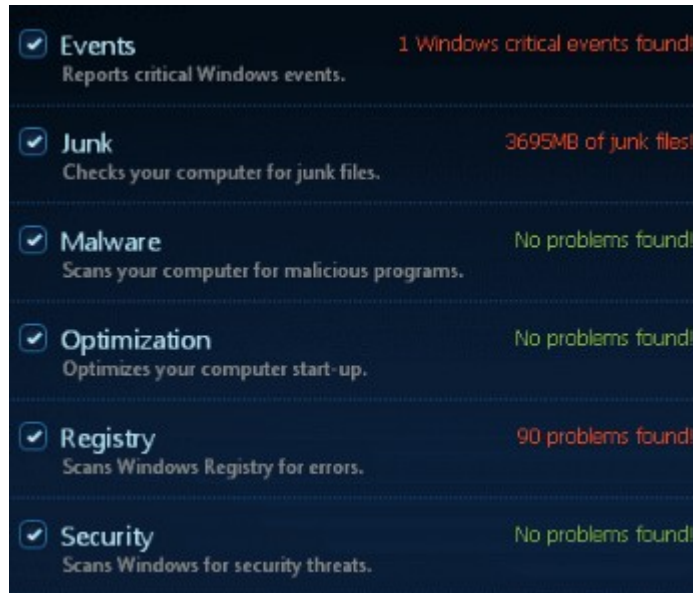 Events 1 Windows critical events found!
Reports critical Windows events.
Junk 3695MB of junk files!
Checks your computer for junk files.
Malware No problems found!
Scans your computer for malicious programs.
Optimization No problems found!
Optimizes your computer start-up.
Registry 90 problems found!
Scans Windows Registry for errors.
Security No problems found!
Scans Windows for security threats.